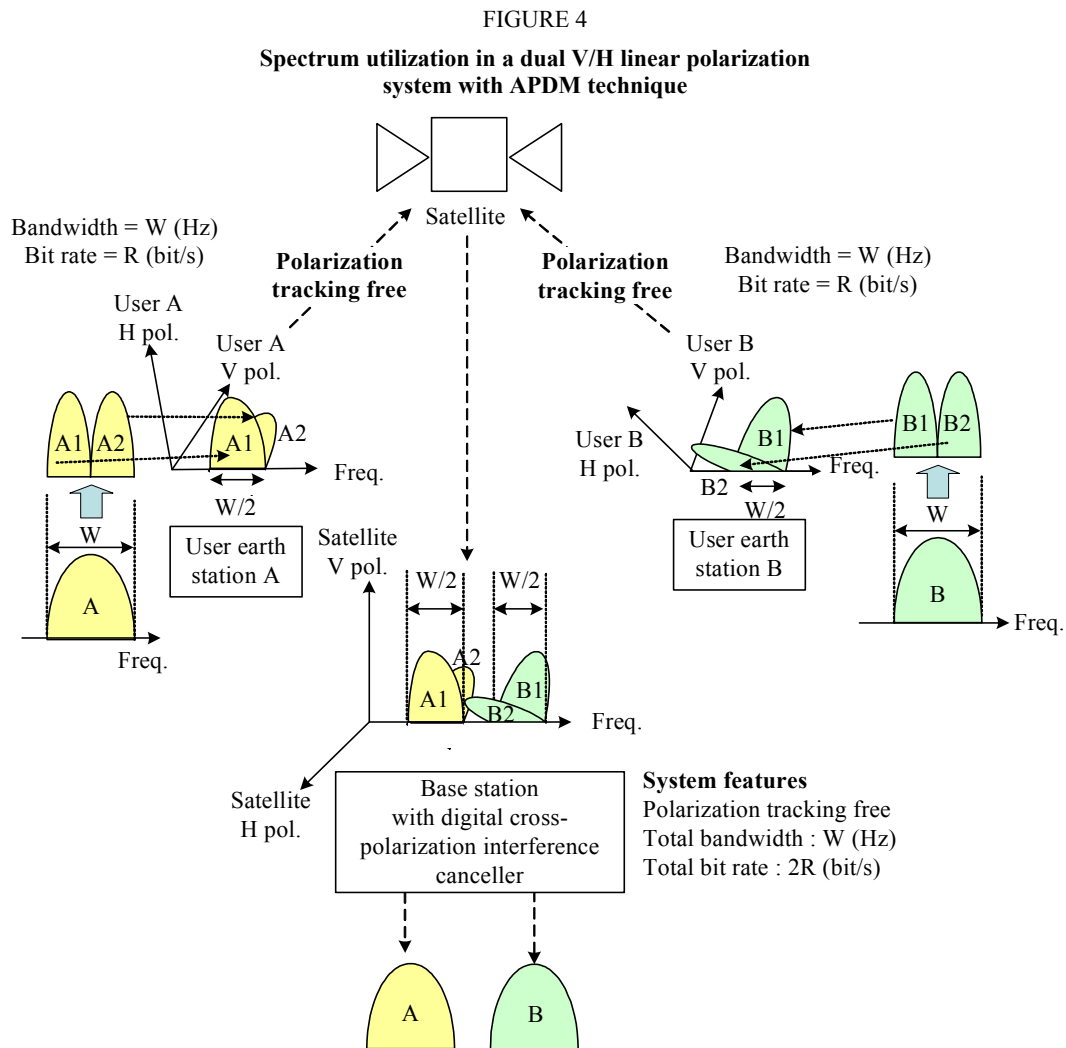 FIGURE 4
Spectrum utilization in a dual V/H linear polarization
system with APDM technique
Satellite
Bandwidth = W (Hz)
Bit rate = R (bit/s)
Polarization
tracking free
Polarization
tracking free
Bandwidth = W (Hz)
Bit rate = R (bit/s)
User A
H pol.
User A
V pol.
User B
V pol.
User B
H pol.
A1
A2
A1
A2
Freq.
W/2
B1
B2
Freq.
W/2
B1
B2
W
User earth
station A
A
Freq.
User earth
station B
W
B
Freq.
Satellite
V pol.
W/2
W/2
A1
A2
B2
B1
Freq.
Satellite
H pol.
Base station
with digital cross-
polarization interference
canceller
System features
Polarization tracking free
Total bandwidth : W (Hz)
Total bit rate : 2R (bit/s)
A
B